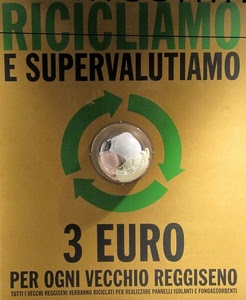 RICICLIAMO
E SUPERVALUTIAMO
3 EURO
PER OGNI VECCHIO REGGISENO
TUTTI I VECCHI REGGISENI VERRANNO RICICLATI PER REALIZZARE PANNELLI ISOLANTI E FONOASSORBENTI